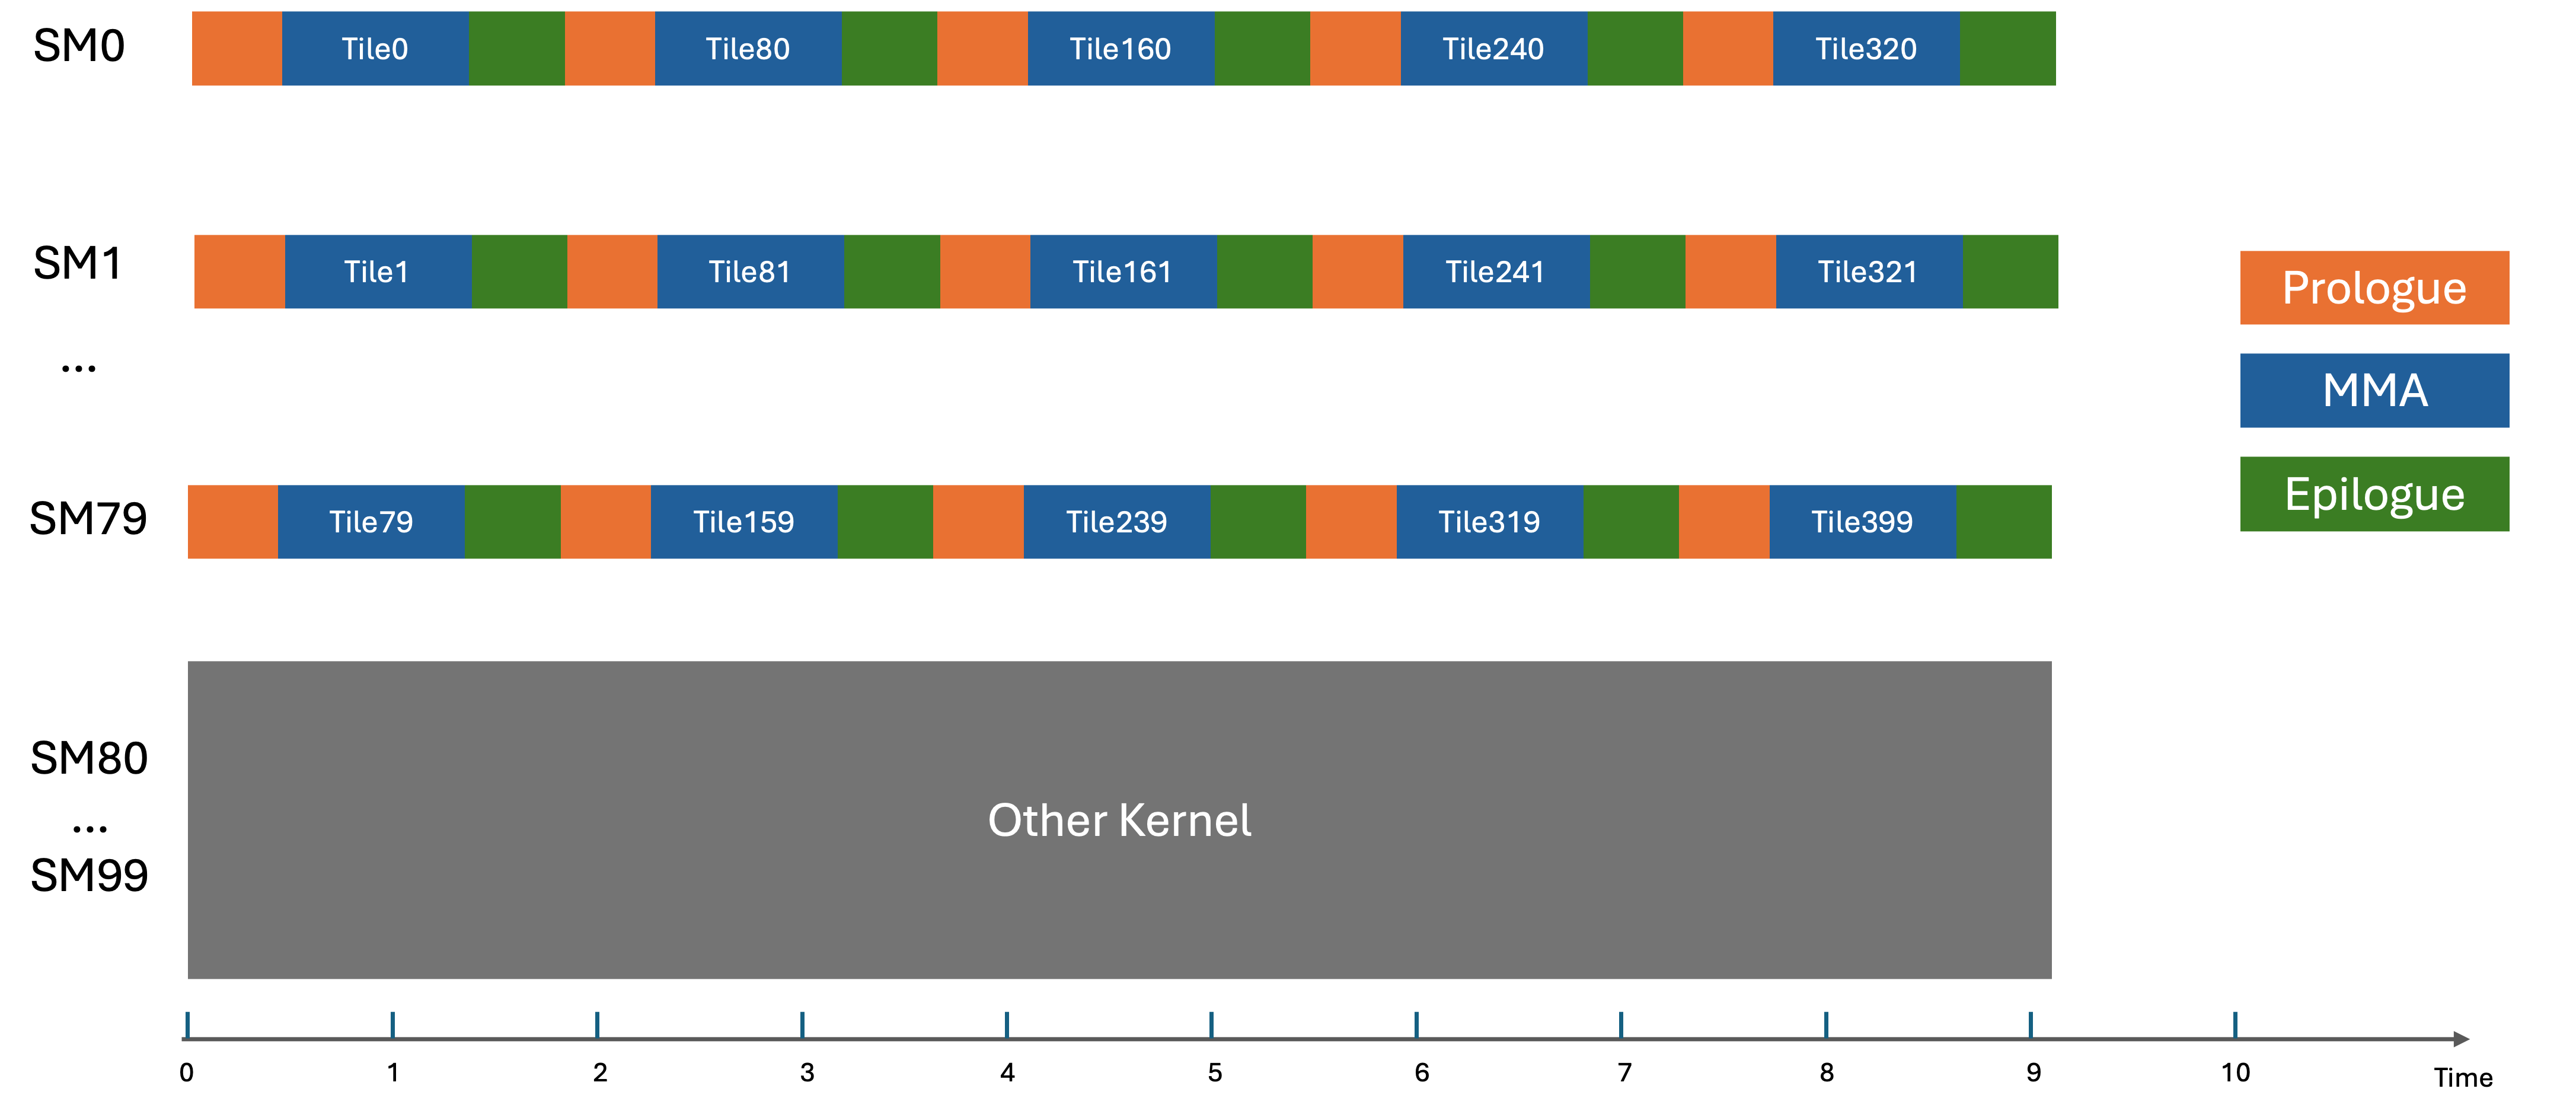 SM0
Tile0
Tile80
Tile160
Tile240
Tile320
SM1
Tile1
Tile81
Tile161
Tile241
Tile321
...
SM79
Tile79
Tile159
Tile239
Tile319
Tile399
Prologue
MMA
Epilogue
SM80
...
SM99
Other Kernel
0 1 2 3 4 5 6 7 8 9 10 Time